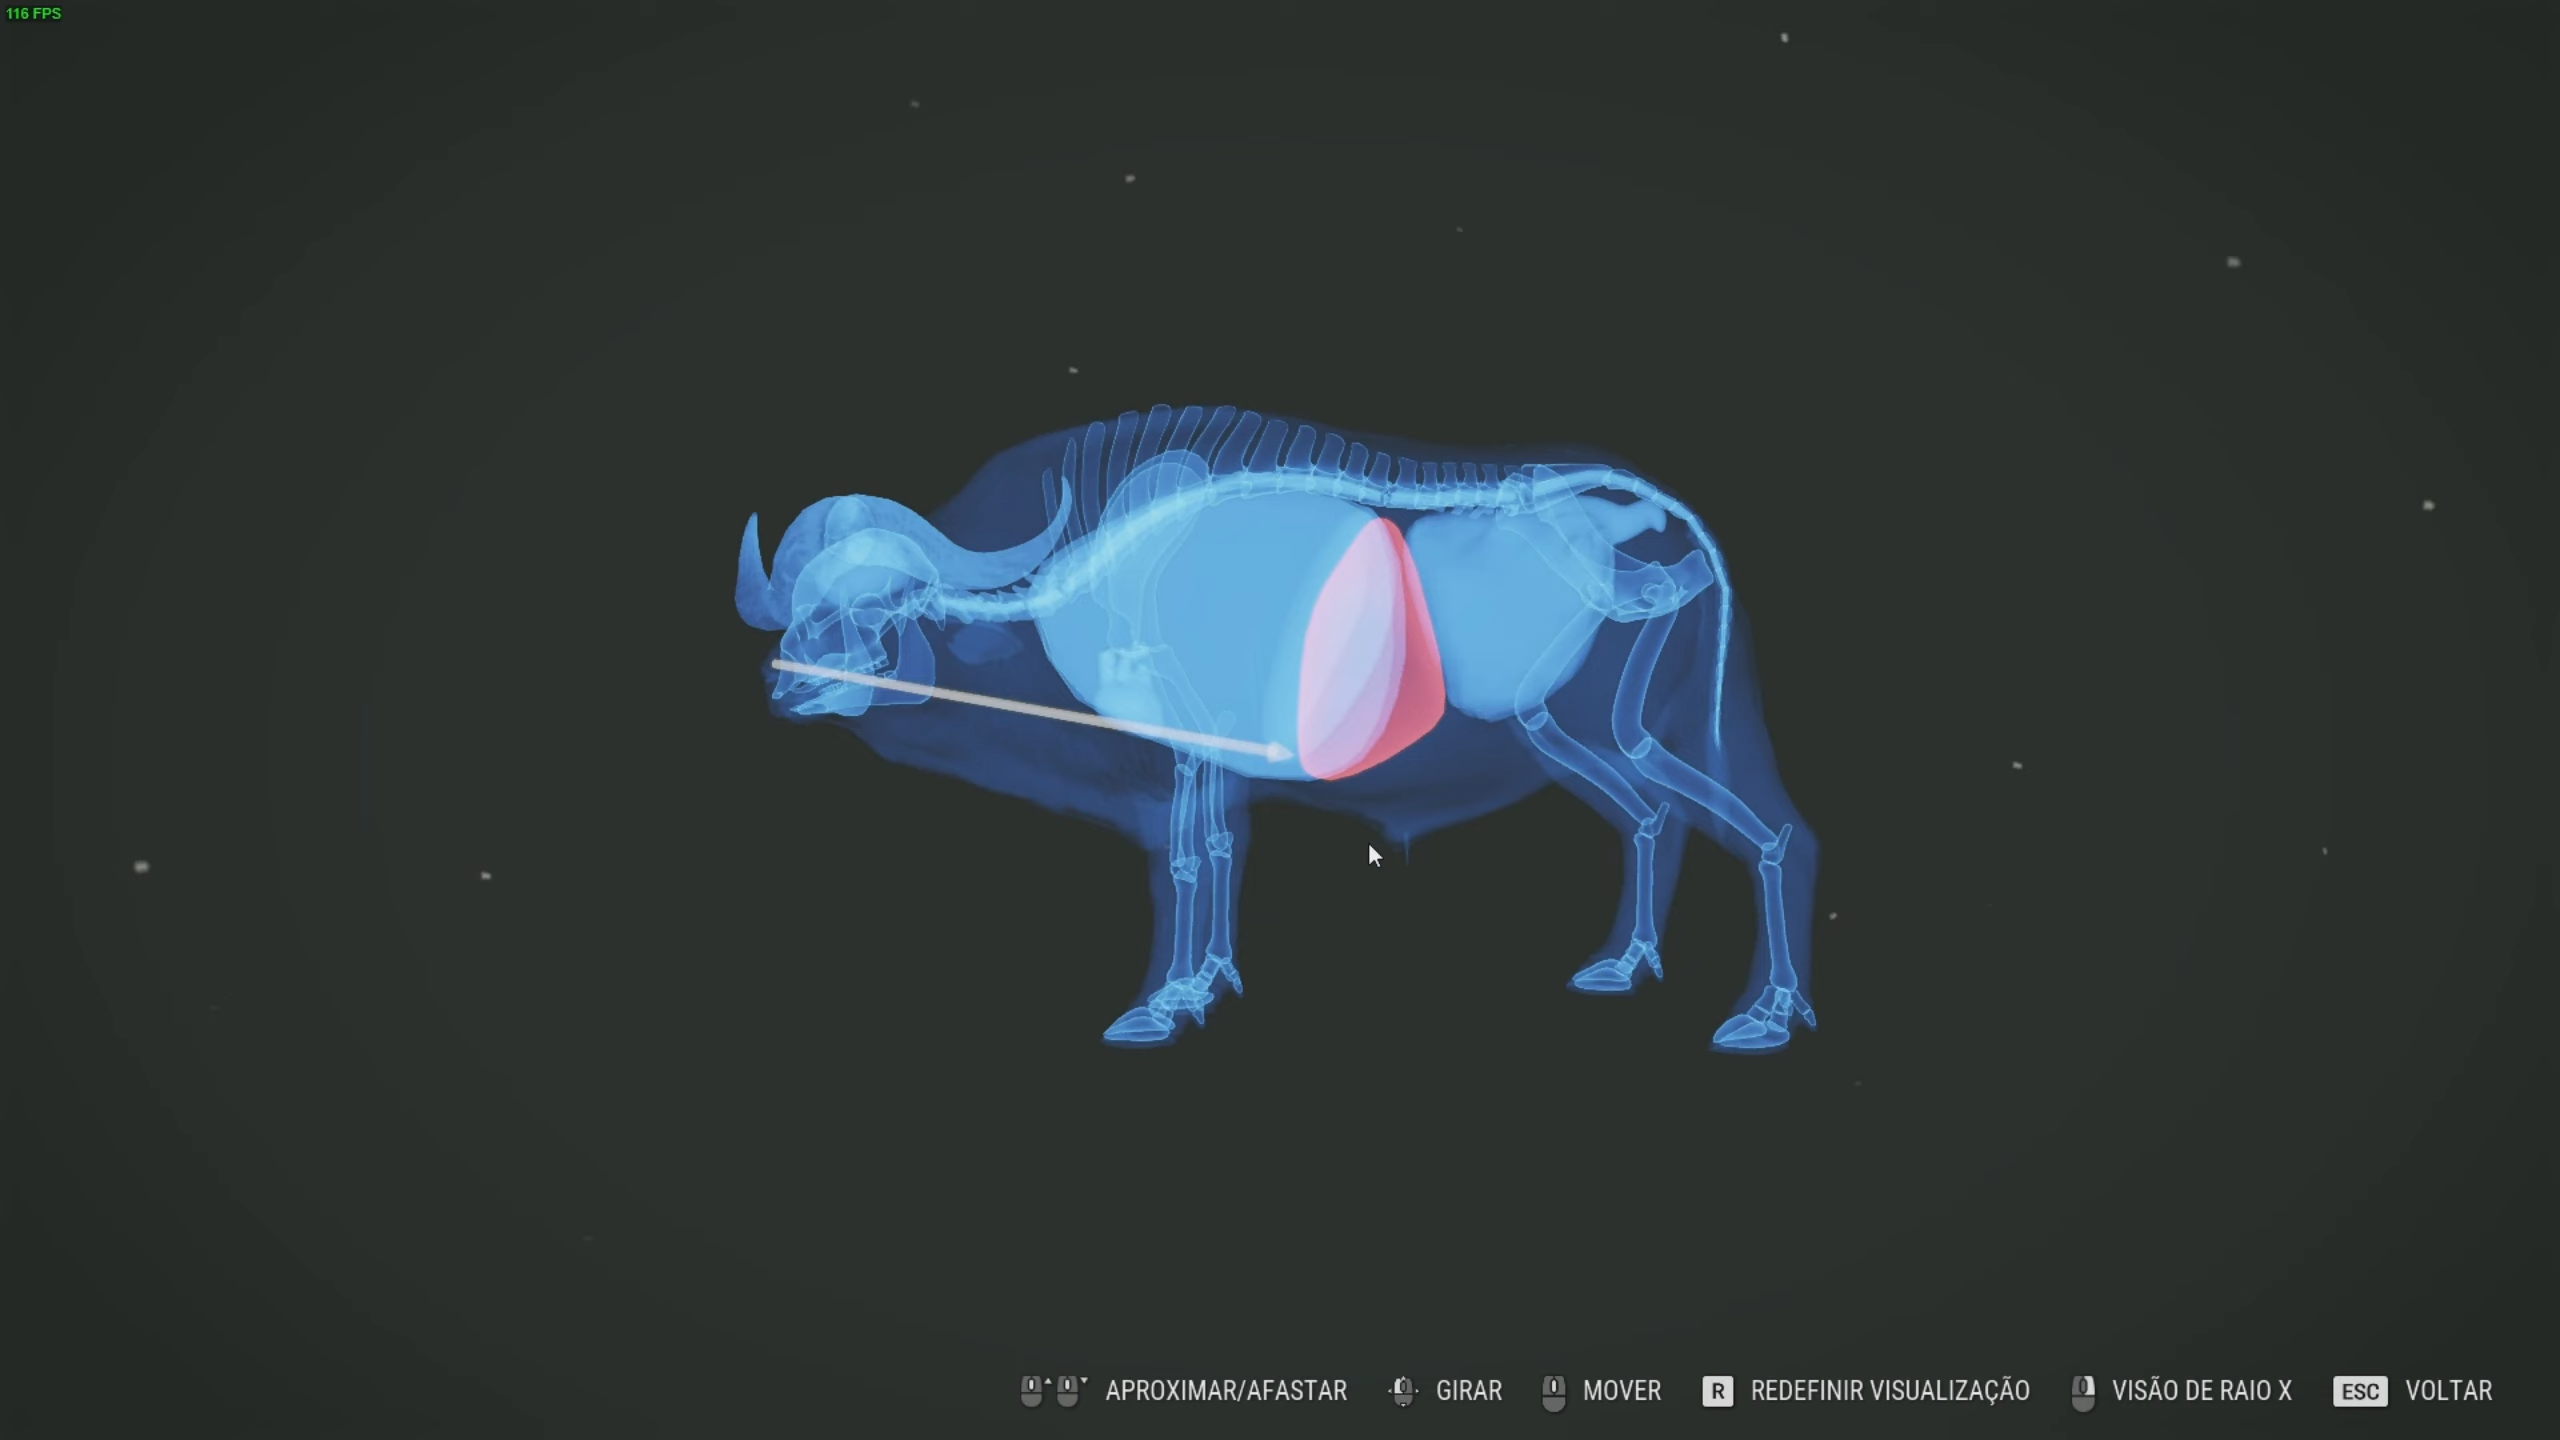 116 FPS
APROXIMAR/AFASTAR GIRAR MOVER R REDEFINIR VISUALIZAÇÃO VISÃO DE RAIO X ESC VOLTAR